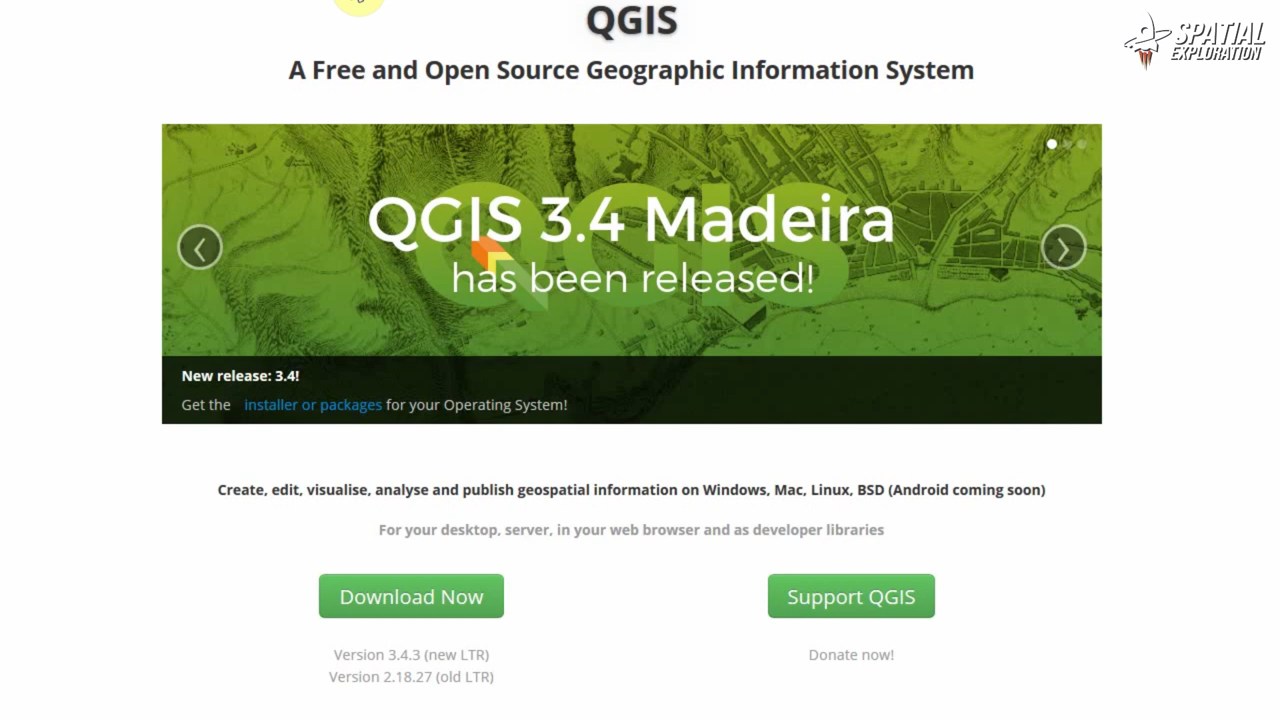 QGIS
SPATIAL
EXPLORATION
A Free and Open Source Geographic Information System
QGIS
QGIS 3.4 Madeira
has been released!
New release: 3.4!
Get the installer or packages for your Operating System!
Create, edit, visualise, analyse and publish geospatial information on Windows, Mac, Linux, BSD (Android coming soon)
For your desktop, server, in your web browser and as developer libraries
Download Now
Support QGIS
Version 3.4.3 (new LTR)
Donate now!
Version 2.18.27 (old LTR)